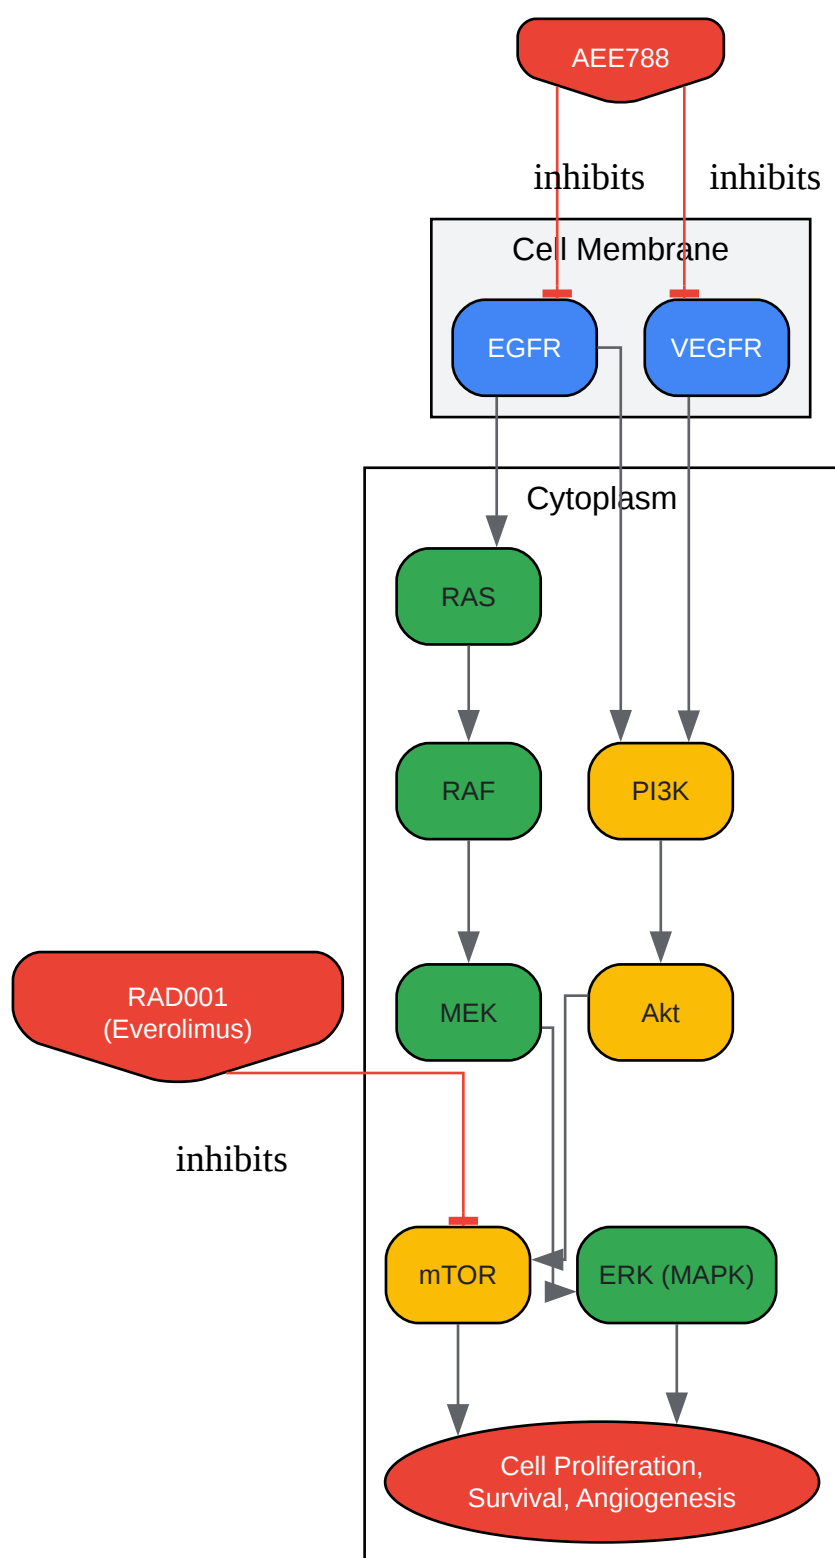 AEE788
inhibits
inhibits
Cell Membrane
EGFR
VEGFR
Cytoplasm
RAS
RAF
PI3K
RAD001
(Everolimus)
MEK
Akt
inhibits
mTOR
ERK (MAPK)
Cell Proliferation,
Survival, Angiogenesis